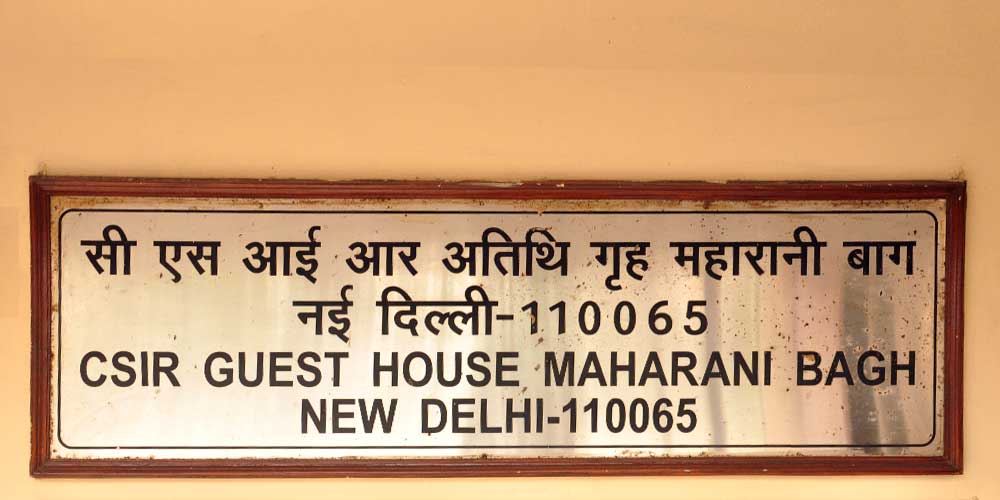 सी एस आई आर अतिथि गृह महारानी बाग
नई दिल्ली-110065
CSIR GUEST HOUSE MAHARANI BAGH
NEW DELHI-110065